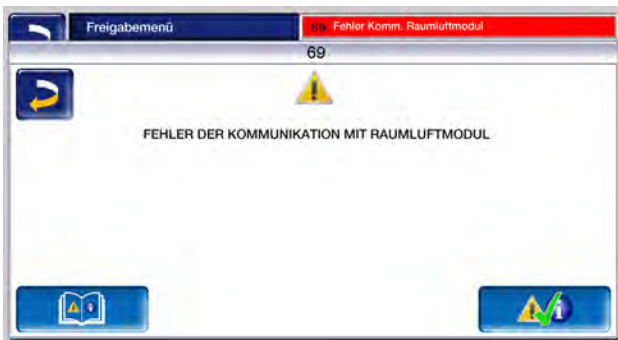 Freigabemenü
69 Fehler Komm. Raumluftmodul
69
FEHLER DER KOMMUNIKATION MIT RAUMLUFTMODUL